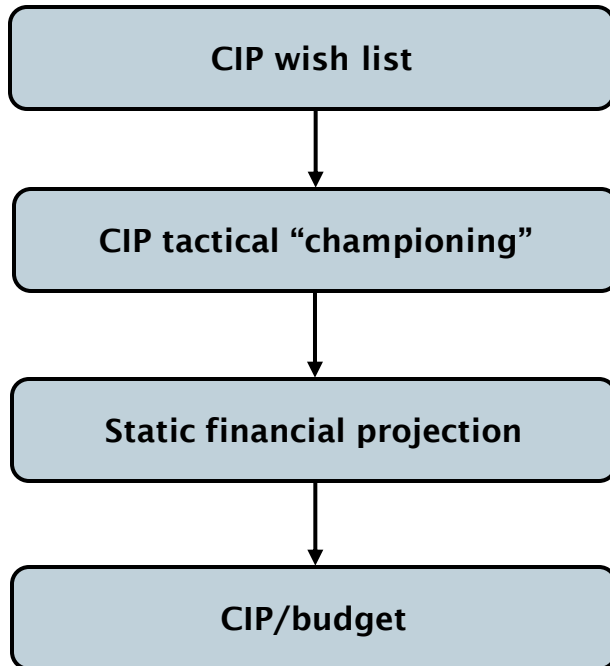 CIP wish list
CIP tactical “championing”
Static financial projection
CIP/budget